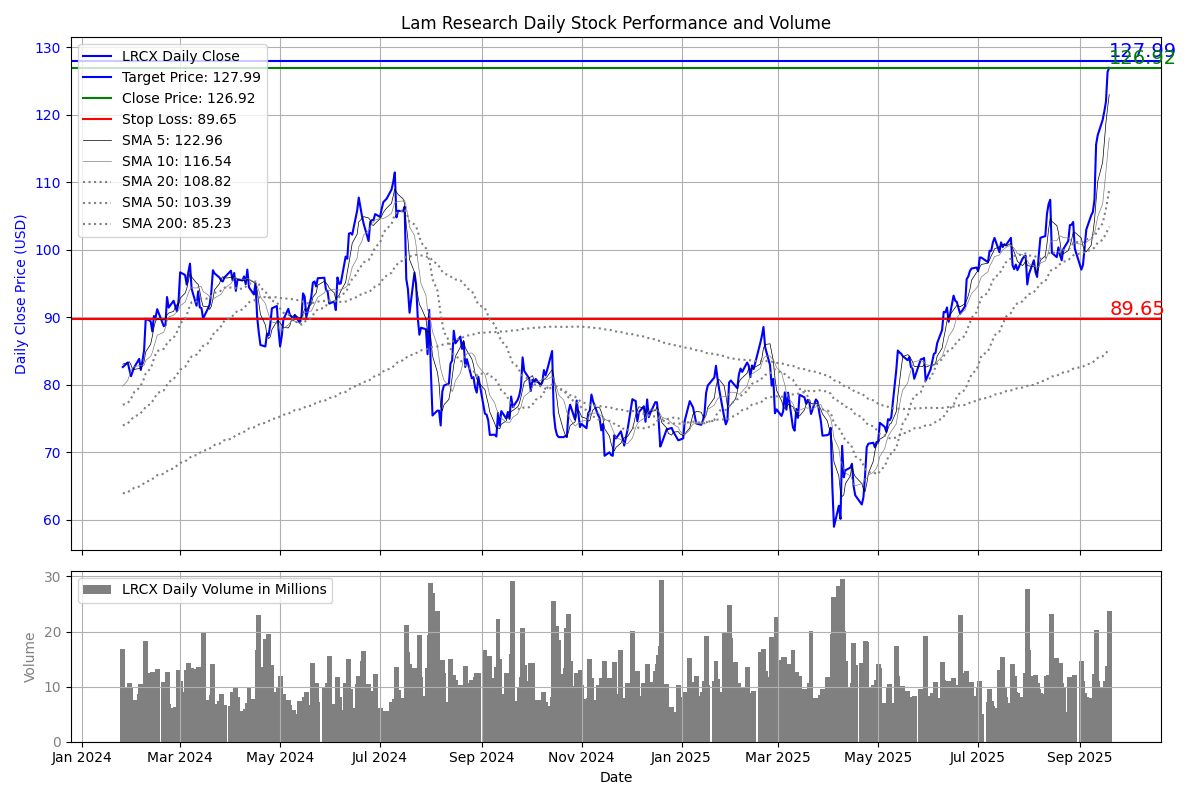 Lam Research Daily Stock Performance and Volume
LRCX Daily Close
Target Price: 127.99
Close Price: 126.92
Stop Loss: 89.65
SMA 5: 122.96
SMA 10: 116.54
SMA 20: 108.82
SMA 50: 103.39
SMA 200: 85.23
127.99
126.92
89.65
Daily Close Price (USD)
130
120
110
100
90
80
70
60
LRCX Daily Volume in Millions
Volume
30
20
10
0
Jan 2024 Mar 2024 May 2024 Jul 2024 Sep 2024 Nov 2024 Jan 2025 Mar 2025 May 2025 Jul 2025 Sep 2025
Date